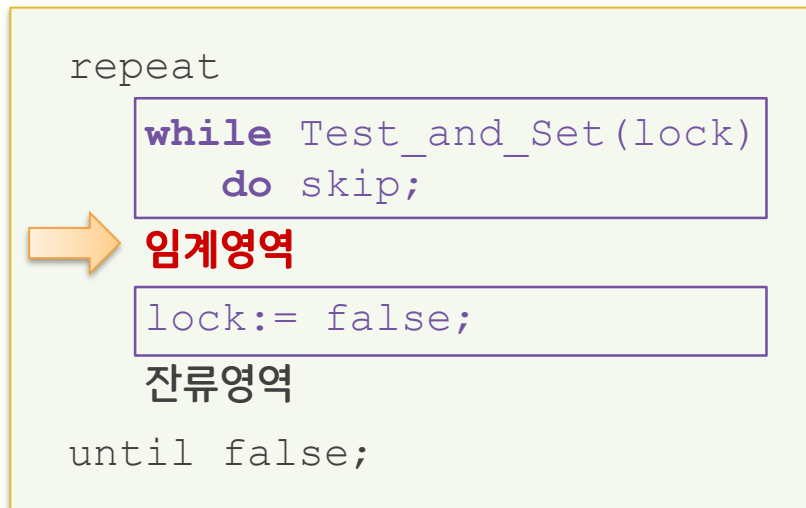 repeat
while Test_and_Set(lock)
do skip;
임계영역
lock:= false;
잔류영역
until false;